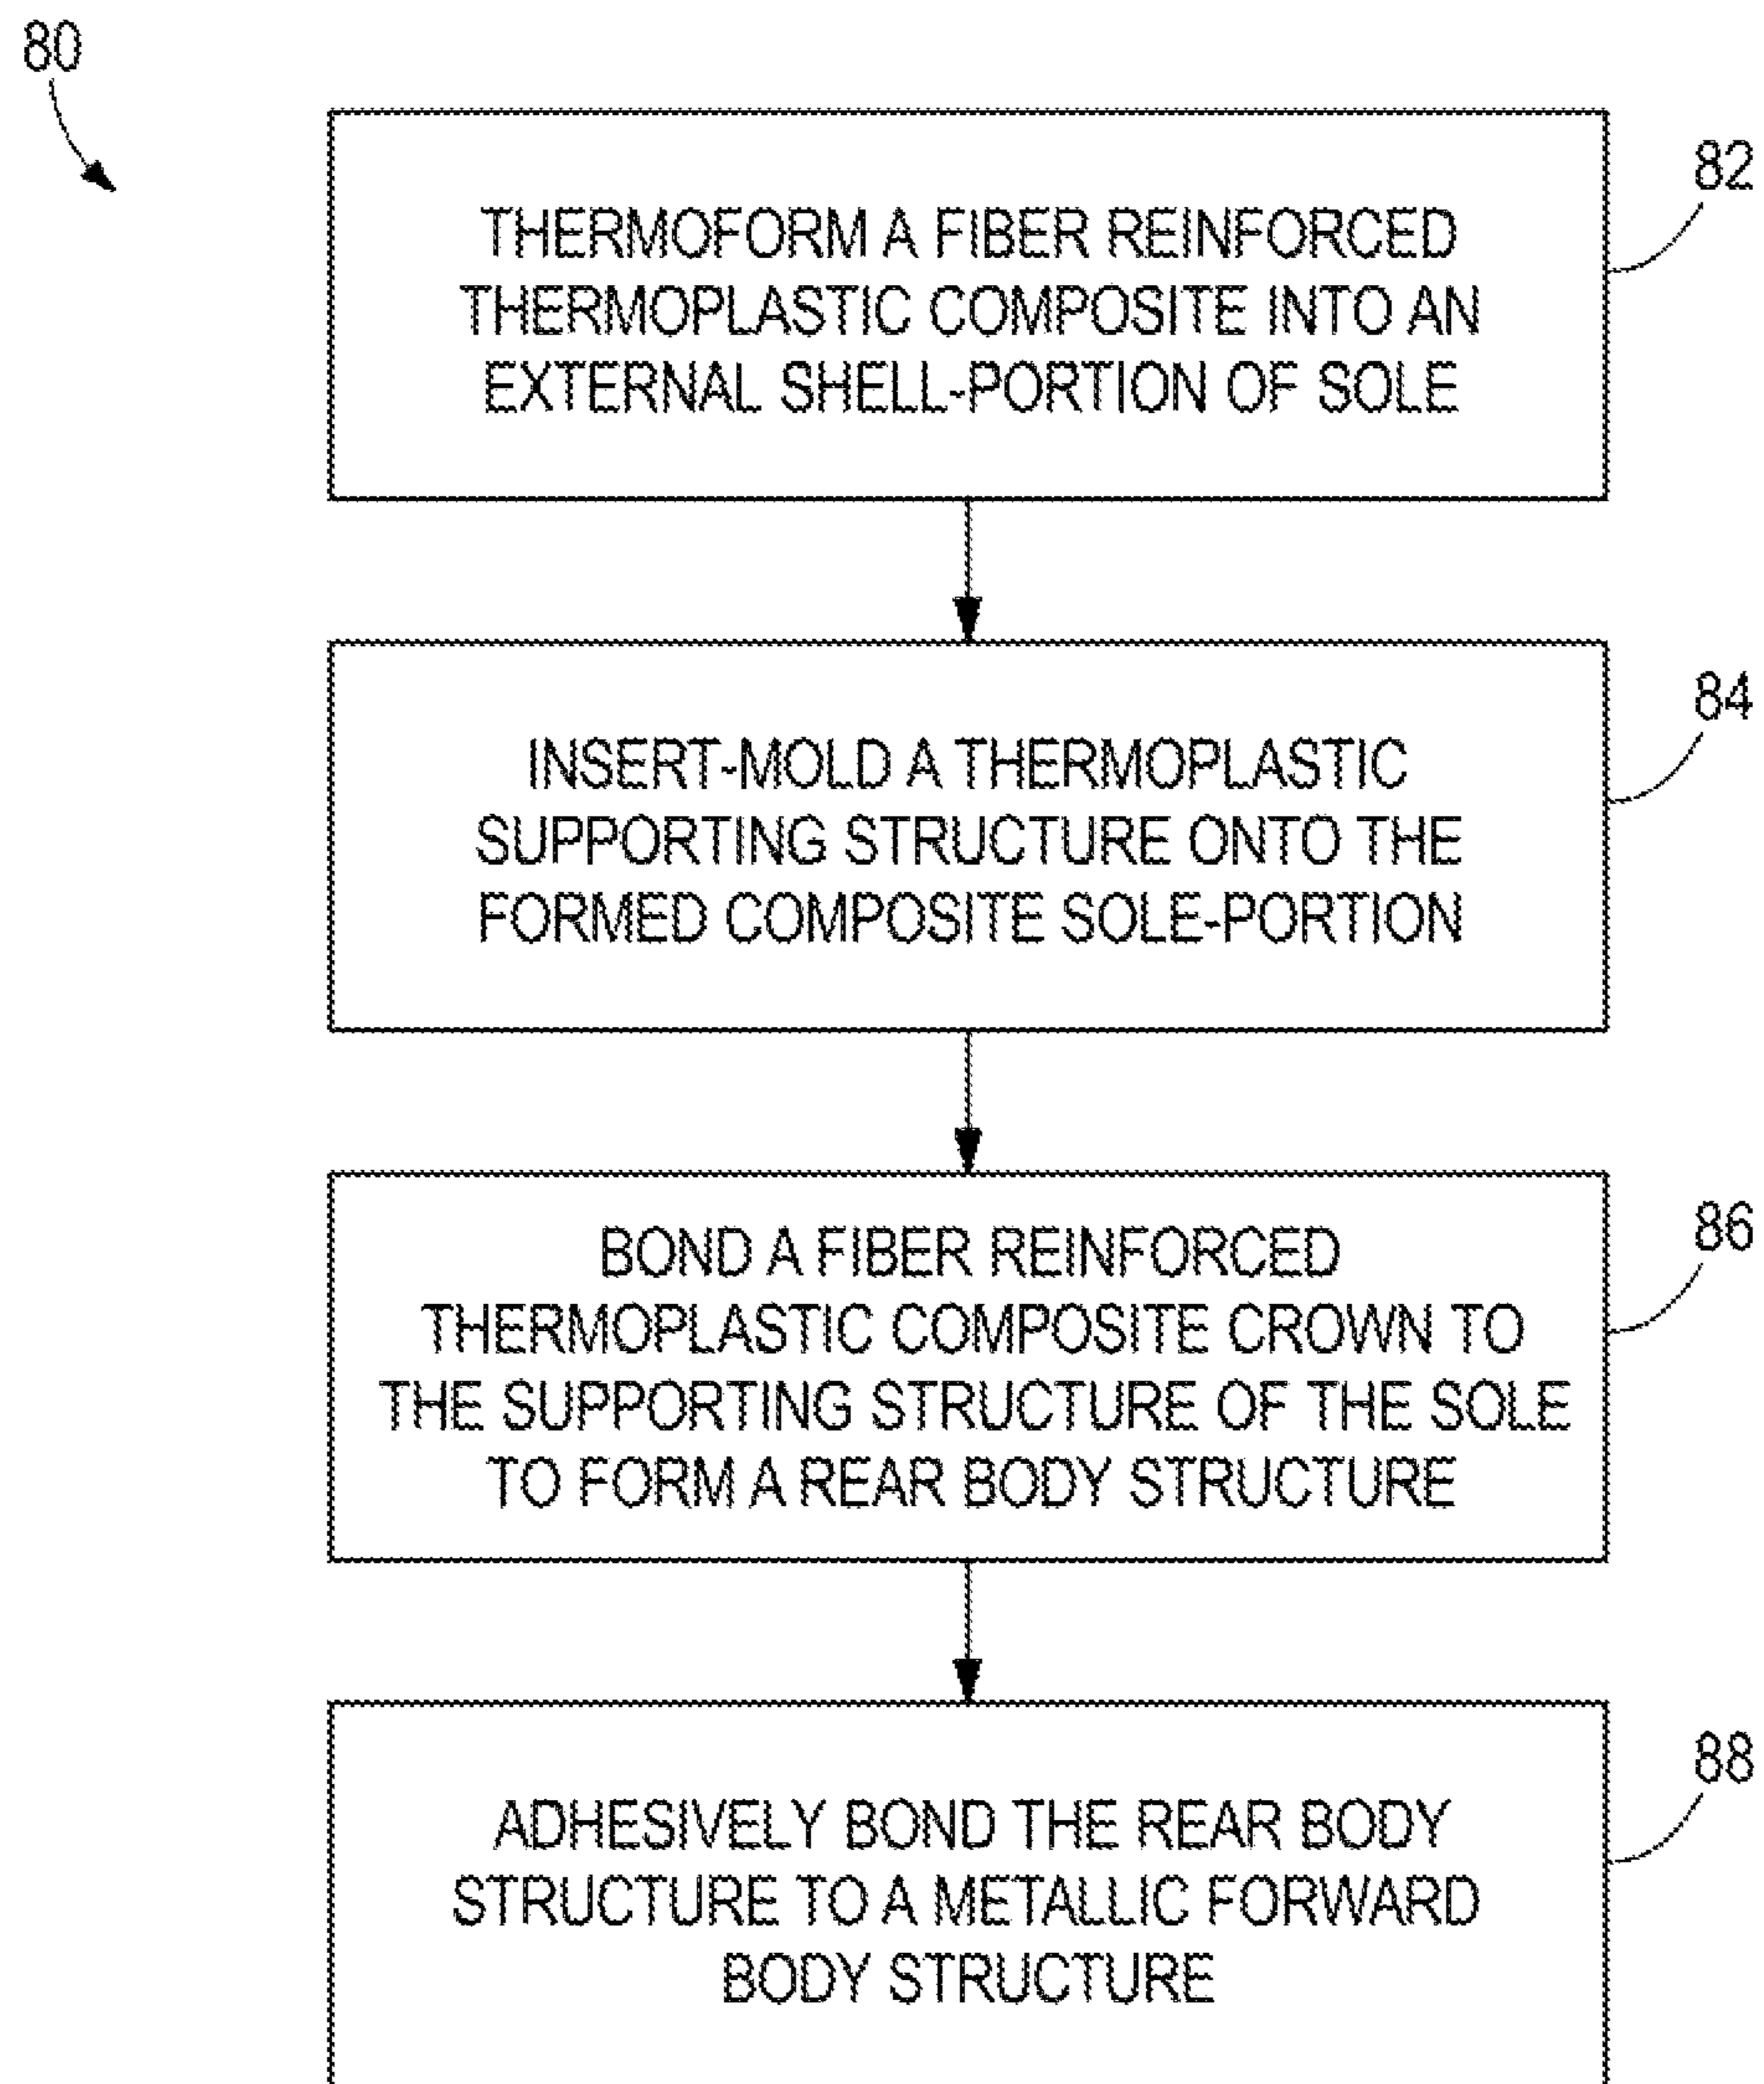 80
82
THERMOFORM A FIBER REINFORCED
THERMOPLASTIC COMPOSITE INTO AN
EXTERNAL SHELL-PORTION OF SOLE
84
INSERT-MOLD A THERMOPLASTIC
SUPPORTING STRUCTURE ONTO THE
FORMED COMPOSITE SOLE-PORTION
86
BOND A FIBER REINFORCED
THERMOPLASTIC COMPOSITE CROWN TO
THE SUPPORTING STRUCTURE OF THE SOLE
TO FORM A REAR BODY STRUCTURE
88
ADHESIVELY BOND THE REAR BODY
STRUCTURE TO A METALLIC FORWARD
BODY STRUCTURE